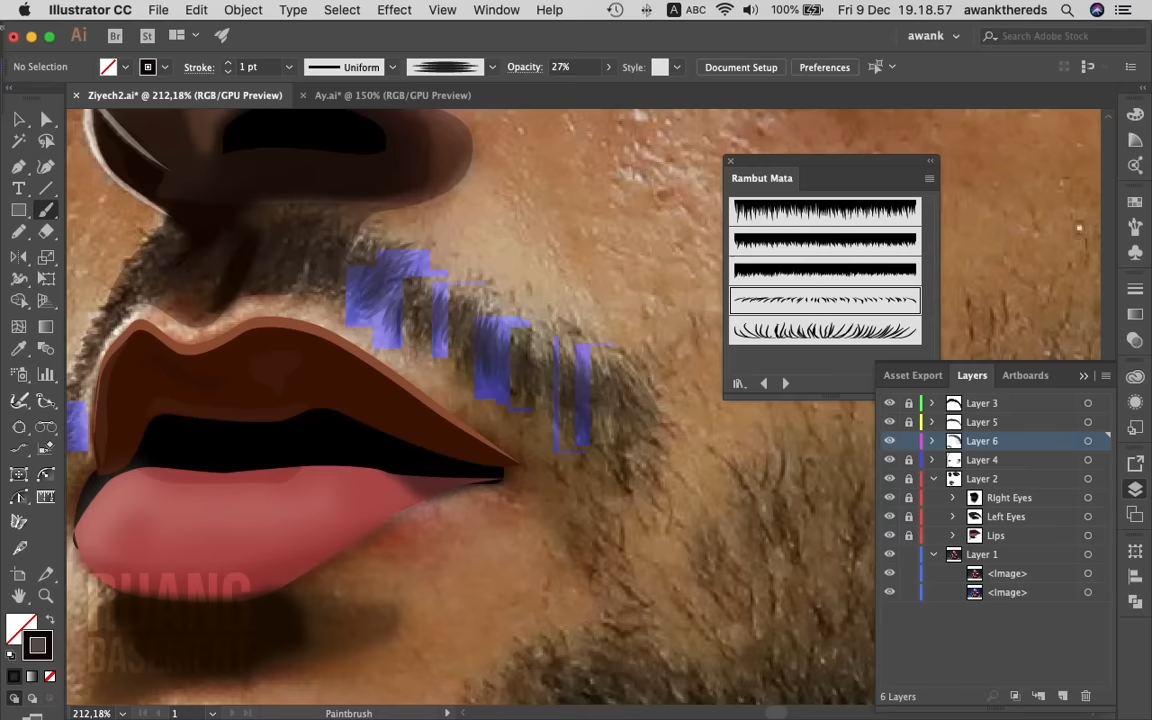 Illustrator CC File Edit Object Type Select Effect View Window Help A ABC 100% Fri 9 Dec 19.18.57 awankthereds
Ai Br St awank Search Adobe Stock
No Selection Stroke: 1 pt Uniform Opacity: 27% Style: Document Setup Preferences
× Ziyech2.ai* @ 212,18% (RGB/GPU Preview) × Ay.ai* @ 150% (RGB/GPU Preview)
Rambut Mata
Asset Export Layers Artboards
Layer 3
Layer 5
Layer 6
Layer 4
Layer 2
RIght Eyes
Left Eyes
Lips
Layer 1
<Image>
<Image>
RUANG
BASEMENT
6 Layers
212,18% 1 Paintbrush